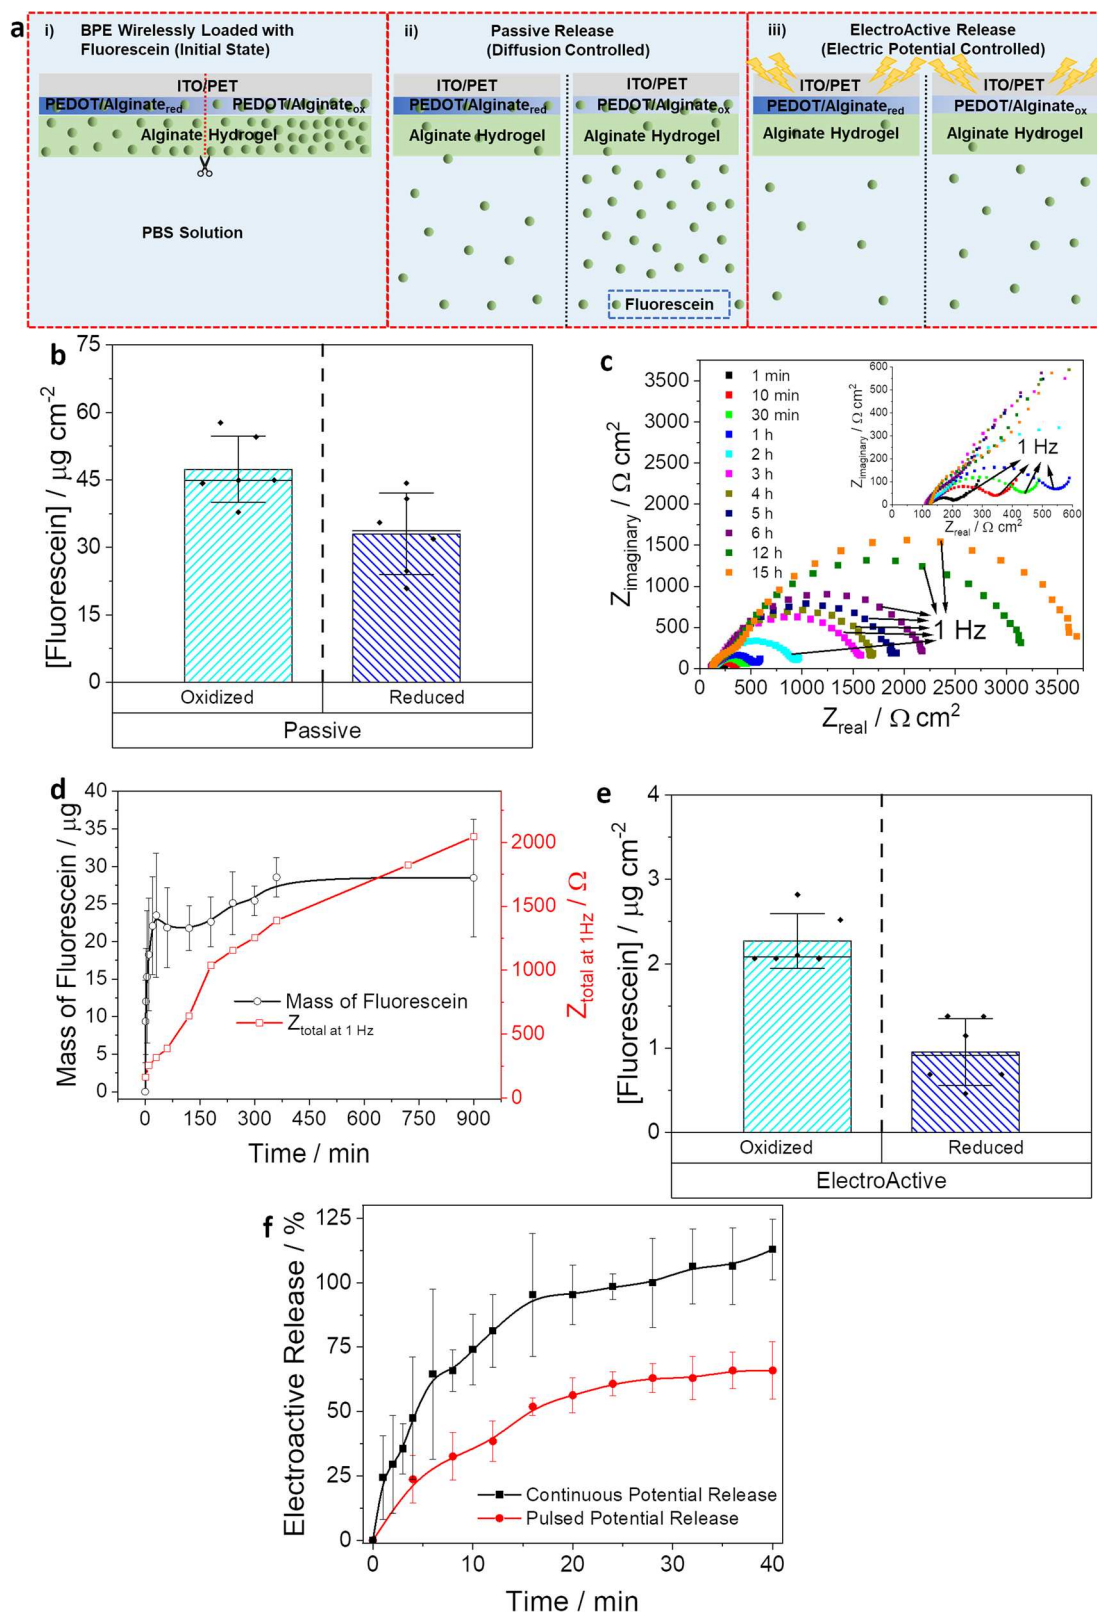 a
i) BPE Wirelessly Loaded with
Fluorescein (Initial State)
ITO/PET
PEDOT/Alginatered
PEDOT/Alginateox
Alginate Hydrogel
PBS Solution
ii) Passive Release
(Diffusion Controlled)
ITO/PET
ITO/PET
PEDOT/Alginatered
PEDOT/Alginateox
Alginate Hydrogel
Alginate Hydrogel
Fluorescein
iii) ElectroActive Release
(Electric Potential Controlled)
ITO/PET
ITO/PET
PEDOT/Alginatered
PEDOT/Alginateox
Alginate Hydrogel
Alginate Hydrogel
b
[Fluorescein] / μg cm-2
75
60
45
30
15
0
Oxidized
Reduced
Passive
c
Zimaginary / Ω cm2
3500
3000
2500
2000
1500
1000
500
0
1 min
10 min
30 min
1 h
2 h
3 h
4 h
5 h
6 h
12 h
15 h
1 Hz
0 500 1000 1500 2000 2500 3000 3500
Zreal / Ω cm2
Zimaginary / Ω cm2
600
500
400
300
200
100
0
1 Hz
0 100 200 300 400 500 600
Zreal / Ω cm2
d
Mass of Fluorescein / μg
40
35
30
25
20
15
10
5
0
Mass of Fluorescein
Ztotal at 1 Hz
0 150 300 450 600 750 900
Time / min
2000
1500
1000
500
0
Ztotal at 1Hz / Ω
e
[Fluorescein] / μg cm-2
4
3
2
1
0
Oxidized
Reduced
ElectroActive
f
Electroactive Release / %
125
100
75
50
25
0
Continuous Potential Release
Pulsed Potential Release
0 10 20 30 40
Time / min